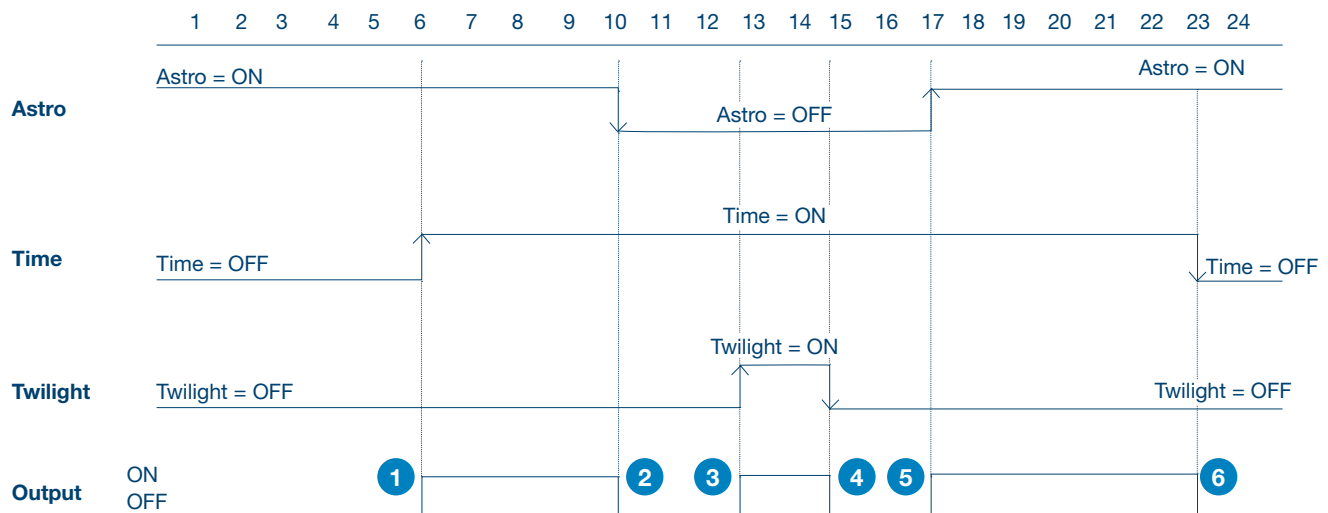 1 2 3 4 5 6 7 8 9 10 11 12 13 14 15 16 17 18 19 20 21 22 23 24
Astro = ON
Astro = ON
Astro
Astro = OFF
Time = ON
Time
Time = OFF
Time = OFF
Twilight = ON
Twilight
Twilight = OFF
Twilight = OFF
ON
1 2 3 4 5 6
Output
OFF